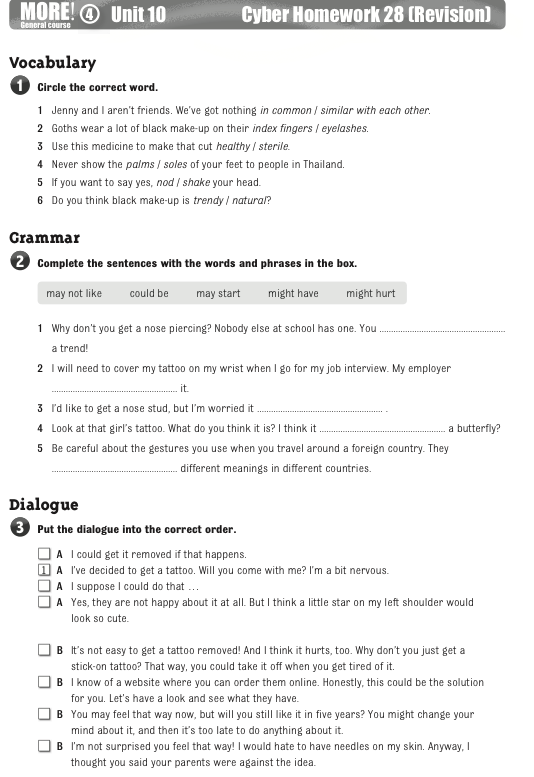 MORE! 4 Unit 10 Cyber Homework 28 (Revision)
General course
Vocabulary
1 Circle the correct word.
1 Jenny and I aren't friends. We've got nothing in common / similar with each other.
2 Goths wear a lot of black make-up on their index fingers / eyelashes.
3 Use this medicine to make that cut healthy / sterile.
4 Never show the palms / soles of your feet to people in Thailand.
5 If you want to say yes, nod / shake your head.
6 Do you think black make-up is trendy / natural?
Grammar
2 Complete the sentences with the words and phrases in the box.
may not like could be may start might have might hurt
1 Why don't you get a nose piercing? Nobody else at school has one. You ..........................................
a trend!
2 I will need to cover my tattoo on my wrist when I go for my job interview. My employer
.......................................... it.
3 I'd like to get a nose stud, but I'm worried it .......................................... .
4 Look at that girl's tattoo. What do you think it is? I think it .......................................... a butterfly?
5 Be careful about the gestures you use when you travel around a foreign country. They
.......................................... different meanings in different countries.
Dialogue
3 Put the dialogue into the correct order.
A I could get it removed if that happens.
1 A I've decided to get a tattoo. Will you come with me? I'm a bit nervous.
A I suppose I could do that ...
A Yes, they are not happy about it at all. But I think a little star on my left shoulder would
look so cute.
B It's not easy to get a tattoo removed! And I think it hurts, too. Why don't you just get a
stick-on tattoo? That way, you could take it off when you get tired of it.
B I know of a website where you can order them online. Honestly, this could be the solution
for you. Let's have a look and see what they have.
B You may feel that way now, but will you still like it in five years? You might change your
mind about it, and then it's too late to do anything about it.
B I'm not surprised you feel that way! I would hate to have needles on my skin. Anyway, I
thought you said your parents were against the idea.